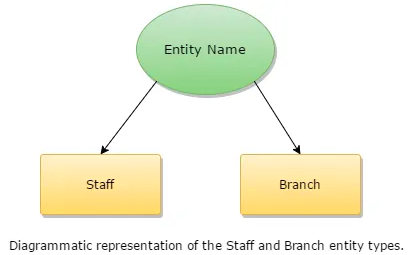 Entity Name
Staff
Branch
Diagrammatic representation of the Staff and Branch entity types.